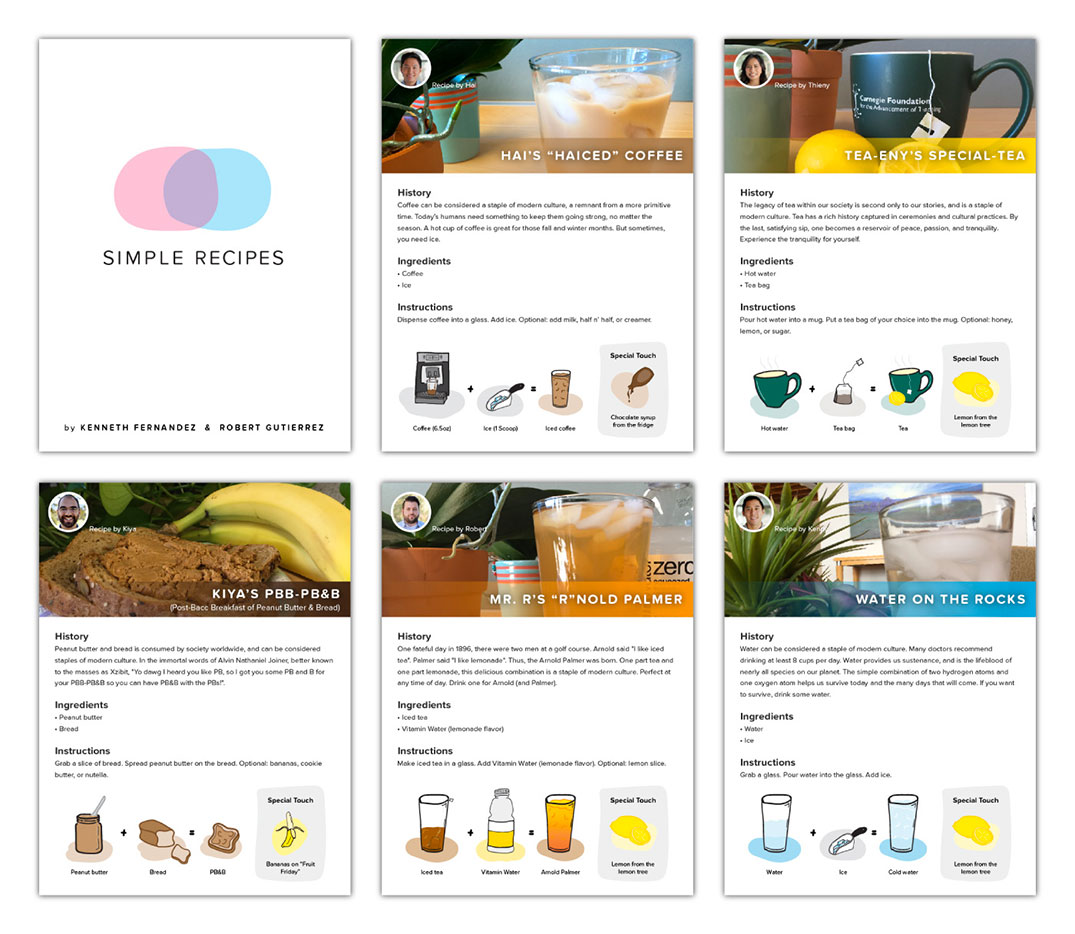 SIMPLE RECIPES
by KENNETH FERNANDEZ & ROBERT GUTIERREZ
Recipe by Hai
HAI'S “HAICED” COFFEE
History
Coffee can be considered a staple of modern culture, a remnant from a more primitive
time. Today's humans need something to keep them going strong, no matter the
season. A hot cup of coffee is great for those fall and winter months. But sometimes,
you need ice.
Ingredients
• Coffee
• Ice
Instructions
Dispense coffee into a glass. Add ice. Optional: add milk, half n' half, or creamer.
+
=
Coffee (6.5oz)
Ice (1 Scoop)
Iced coffee
Special Touch
Chocolate syrup
from the fridge
Recipe by Thieny
Carnegie Foundation
for the Advancement of Teaching
TEA-ENY'S SPECIAL-TEA
History
The legacy of tea within our society is second only to our stories, and is a staple of
modern culture. Tea has a rich history captured in ceremonies and cultural practices. By
the last, satisfying sip, one becomes a reservoir of peace, passion, and tranquility.
Experience the tranquility for yourself.
Ingredients
• Hot water
• Tea bag
Instructions
Pour hot water into a mug. Put a tea bag of your choice into the mug. Optional: honey,
lemon, or sugar.
+
=
Hot water
Tea bag
Tea
Special Touch
Lemon from the
lemon tree
Recipe by Kiya
KIYA'S PBB-PB&B
(Post-Bacc Breakfast of Peanut Butter & Bread)
History
Peanut butter and bread is consumed by society worldwide, and can be considered
staples of modern culture. In the immortal words of Alvin Nathaniel Joiner, better known
to the masses as Xzibit, "Yo dawg I heard you like PB, so I got you some PB and B for
your PBB-PB&B so you can have PB&B with the PBs!".
Ingredients
• Peanut butter
• Bread
Instructions
Grab a slice of bread. Spread peanut butter on the bread. Optional: bananas, cookie
butter, or nutella.
+
=
Peanut butter
Bread
PB&B
Special Touch
Bananas on "Fruit
Friday"
Recipe by Robert
zero
squeezed
MR. R'S “R”NOLD PALMER
History
One fateful day in 1896, there were two men at a golf course. Arnold said "I like iced
tea". Palmer said "I like lemonade". Thus, the Arnold Palmer was born. One part tea and
one part lemonade, this delicious combination is a staple of modern culture. Perfect at
any time of day. Drink one for Arnold (and Palmer).
Ingredients
• Iced tea
• Vitamin Water (lemonade flavor)
Instructions
Make iced tea in a glass. Add Vitamin Water (lemonade flavor). Optional: lemon slice.
+
=
Iced tea
Vitamin Water
Arnold Palmer
Special Touch
Lemon from the
lemon tree
Recipe by
WATER ON THE ROCKS
History
Water can be considered a staple of modern culture. Many doctors recommend
drinking at least 8 cups per day. Water provides us sustenance, and is the lifeblood of
nearly all species on our planet. The simple combination of two hydrogen atoms and
one oxygen atom helps us survive today and the many days that will come. If you want
to survive, drink some water.
Ingredients
• Water
• Ice
Instructions
Grab a glass. Pour water into the glass. Add ice.
+
=
Water
Ice
Cold water
Special Touch
Lemon from the
lemon tree